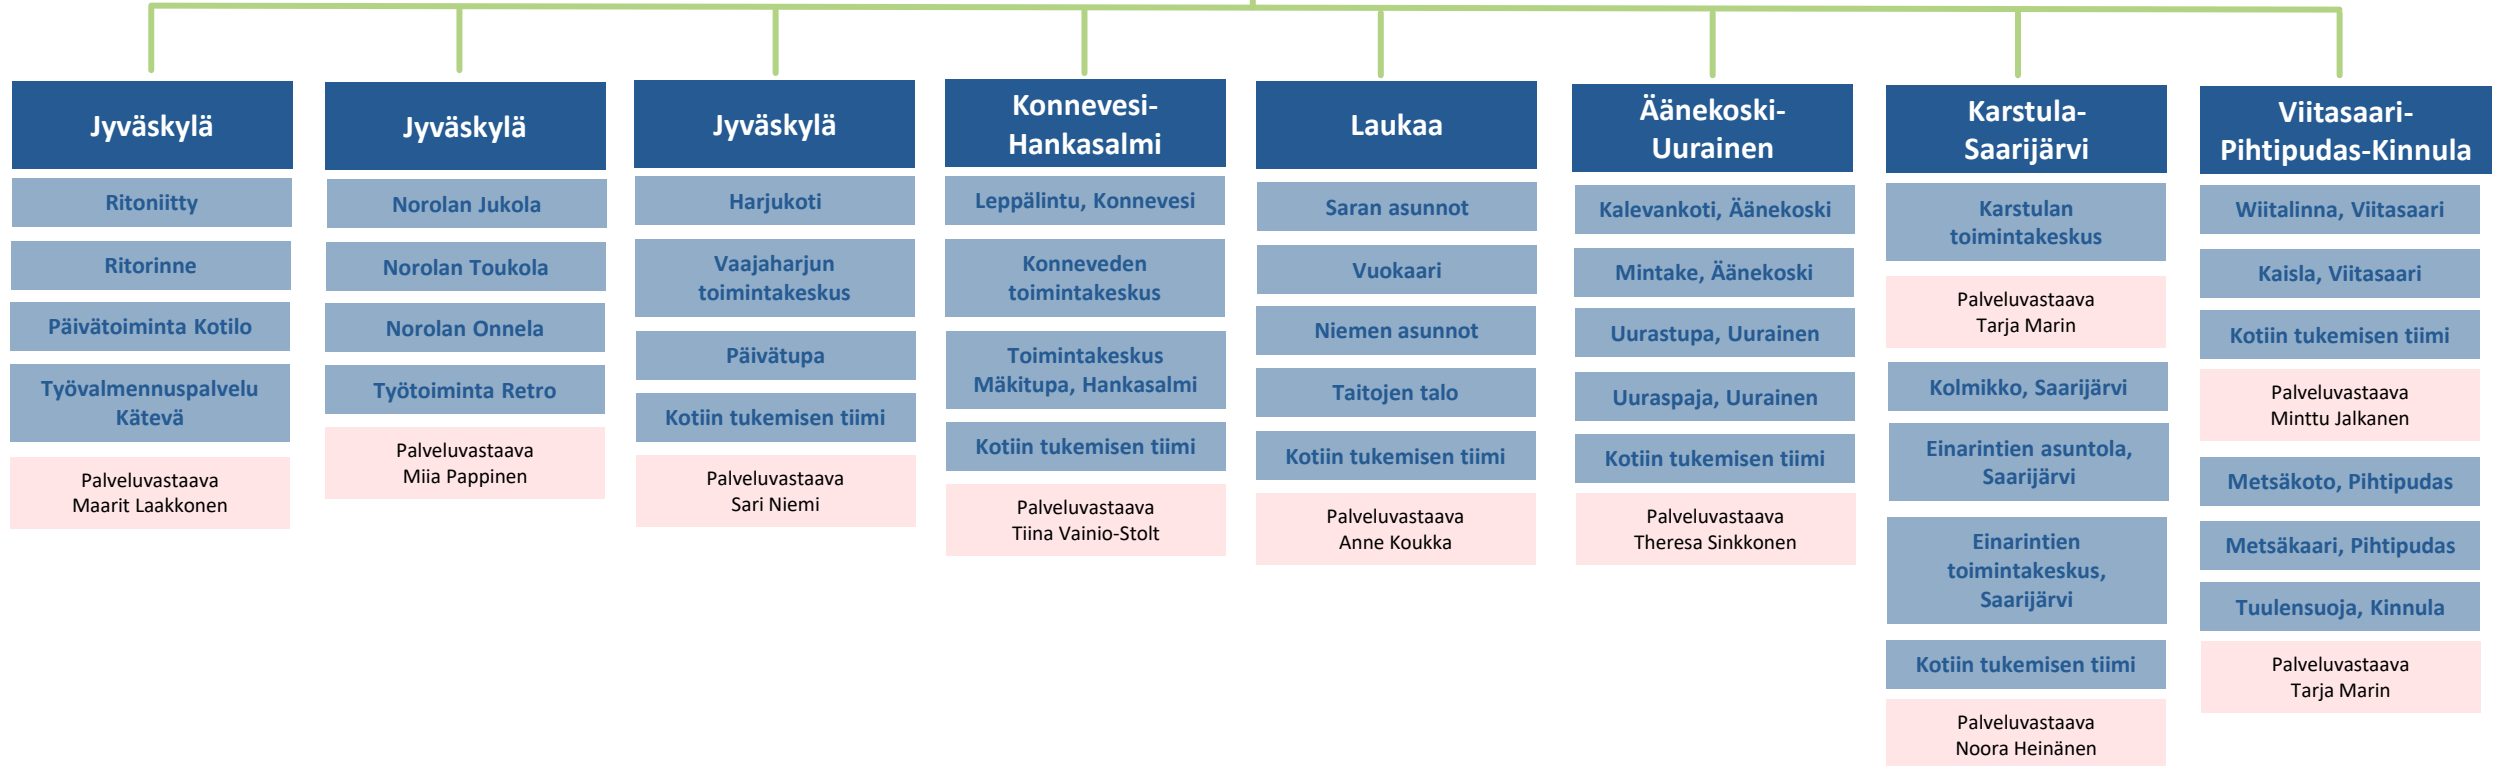 Jyväskylä
Ritoniitty
Ritorinne
Päivätoiminta Kotilo
Työvalmennuspalvelu
Kätevä
Palveluvastaava
Maarit Laakkonen
Jyväskylä
Norolan Jukola
Norolan Toukola
Norolan Onnela
Työtoiminta Retro
Palveluvastaava
Miia Pappinen
Jyväskylä
Harjukoti
Vaajaharjun
toimintakeskus
Päivätupa
Kotiin tukemisen tiimi
Palveluvastaava
Sari Niemi
Konnevesi-
Hankasalmi
Leppälintu, Konnevesi
Konneveden
toimintakeskus
Toimintakeskus
Mäkitupa, Hankasalmi
Kotiin tukemisen tiimi
Palveluvastaava
Tiina Vainio-Stolt
Laukaa
Saran asunnot
Vuokaari
Niemen asunnot
Taitojen talo
Kotiin tukemisen tiimi
Palveluvastaava
Anne Koukka
Äänekoski-
Uurainen
Kalevankoti, Äänekoski
Mintake, Äänekoski
Uurastupa, Uurainen
Uuraspaja, Uurainen
Kotiin tukemisen tiimi
Palveluvastaava
Theresa Sinkkonen
Karstula-
Saarijärvi
Karstulan
toimintakeskus
Palveluvastaava
Tarja Marin
Kolmikko, Saarijärvi
Einarintien asuntola,
Saarijärvi
Einarintien
toimintakeskus,
Saarijärvi
Kotiin tukemisen tiimi
Palveluvastaava
Noora Heinänen
Viitasaari-
Pihtipudas-Kinnula
Wiitalinna, Viitasaari
Kaisla, Viitasaari
Kotiin tukemisen tiimi
Palveluvastaava
Minttu Jalkanen
Metsäkoto, Pihtipudas
Metsäkaari, Pihtipudas
Tuulensuoja, Kinnula
Palveluvastaava
Tarja Marin